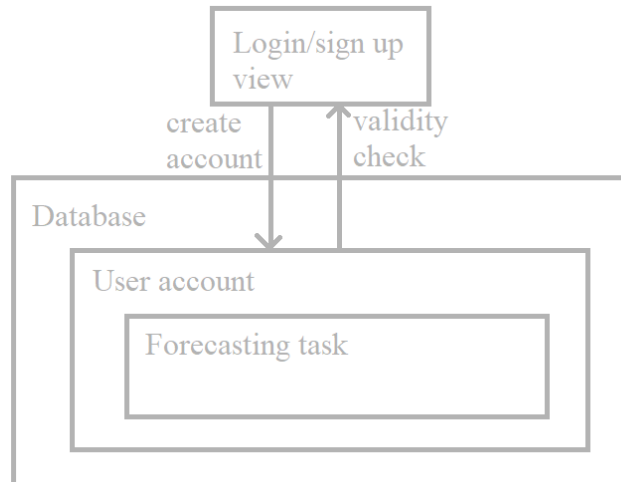 Login/sign up
view
create
account
validity
check
Database
User account
Forecasting task